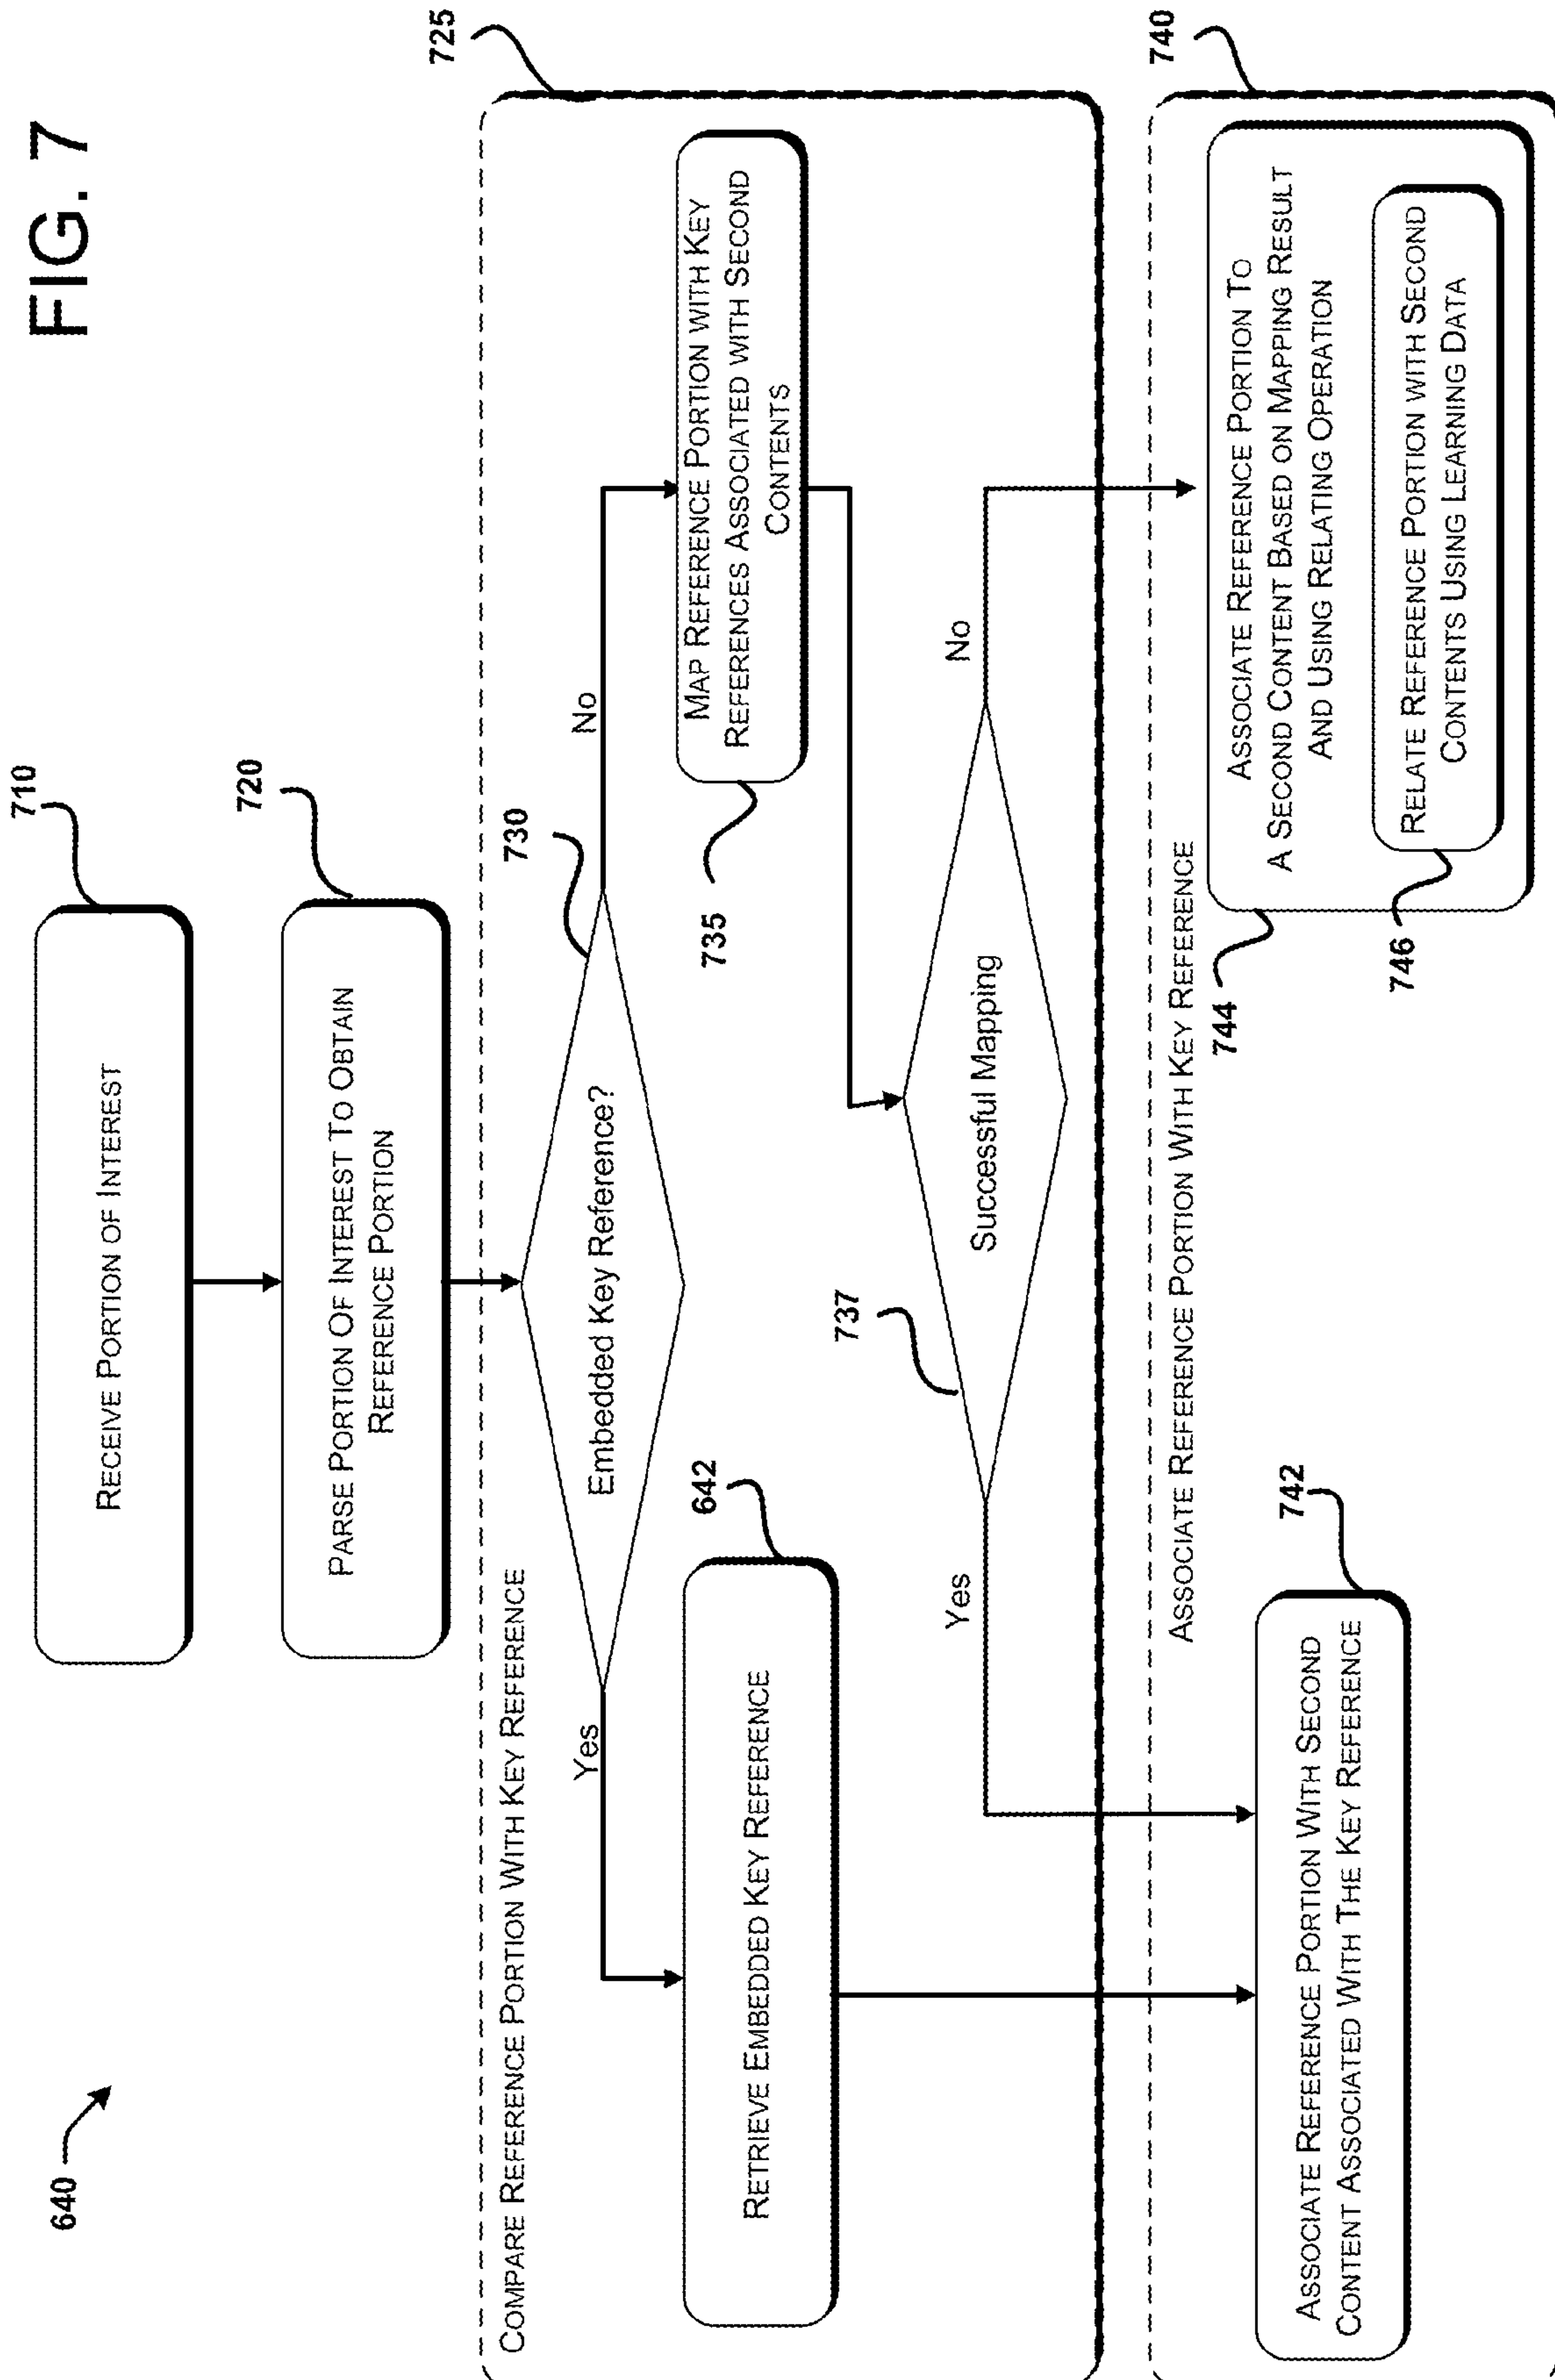 FIG. 7
640
710
RECEIVE PORTION OF INTEREST
720
PARSE PORTION OF INTEREST TO OBTAIN
REFERENCE PORTION
725
COMPARE REFERENCE PORTION WITH KEY REFERENCE
730
Embedded Key Reference?
Yes
No
642
RETRIEVE EMBEDDED KEY REFERENCE
735
MAP REFERENCE PORTION WITH KEY
REFERENCES ASSOCIATED WITH SECOND
CONTENTS
737
Successful Mapping
Yes
No
740
ASSOCIATE REFERENCE PORTION WITH KEY REFERENCE
742
ASSOCIATE REFERENCE PORTION WITH SECOND
CONTENT ASSOCIATED WITH THE KEY REFERENCE
744
ASSOCIATE REFERENCE PORTION TO
A SECOND CONTENT BASED ON MAPPING RESULT
AND USING RELATING OPERATION
746
RELATE REFERENCE PORTION WITH SECOND
CONTENTS USING LEARNING DATA